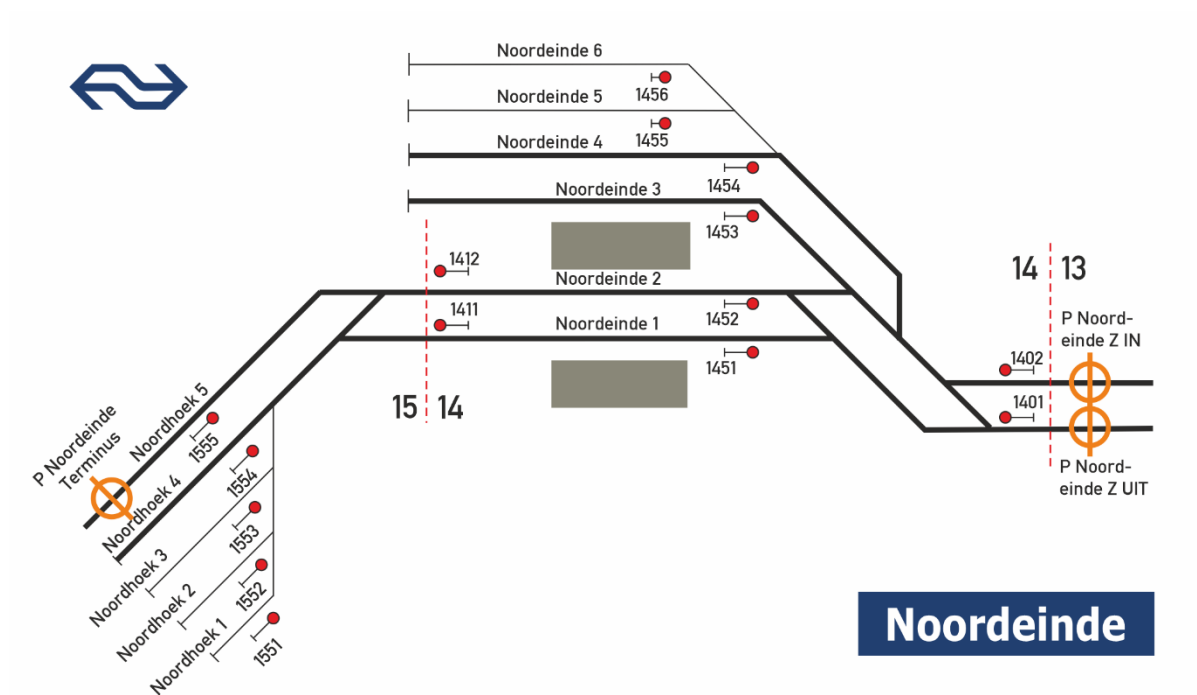 Noordeinde 6
1456
Noordeinde 5
1455
Noordeinde 4
1454
Noordeinde 3
1453
1412
14 13
Noordeinde 2
1452
1411
Noordeinde 1
P Noord-
einde Z IN
1451
1402
1401
15 14
Noordhoek 5
P Noordeinde
Terminus
1555
1554
P Noord-
einde Z UIT
Noordhoek 4
1553
Noordhoek 3
1552
Noordhoek 2
Noordhoek 1
1551
Noordeinde